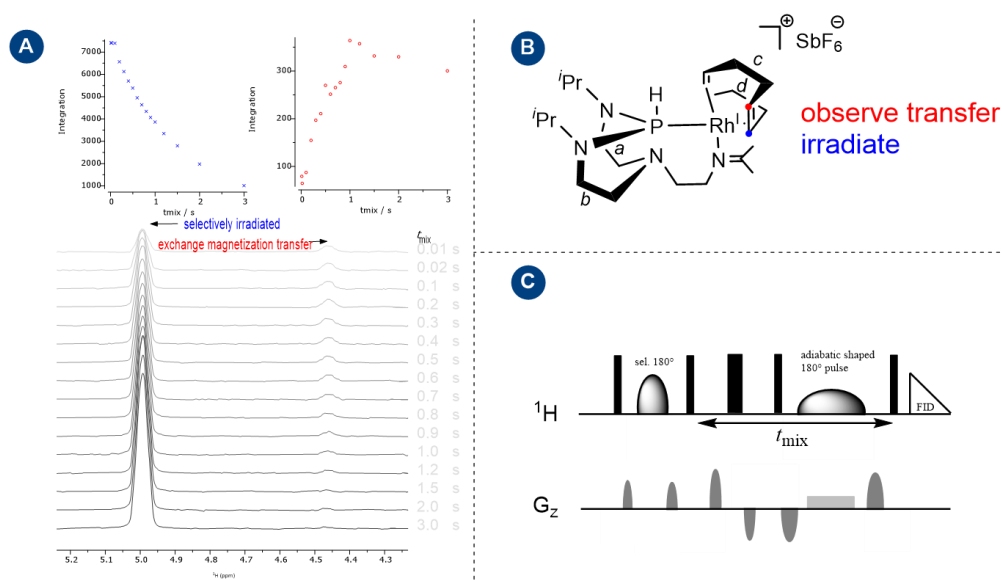 A
7000
6000
5000
4000
3000
2000
1000
Integration
0
1
2
3
tmix / s
300
200
100
Integration
0
1
2
3
tmix / s
selectively irradiated
exchange magnetization transfer
tmix
0.01 s
0.02 s
0.1 s
0.2 s
0.3 s
0.4 s
0.5 s
0.6 s
0.7 s
0.8 s
0.9 s
1.0 s
1.2 s
1.5 s
2.0 s
3.0 s
5.2 5.1 5.0 4.9 4.8 4.7 4.6 4.5 4.4 4.3
¹H (ppm)
B
⊕ SbF6 ⊖
c
d
iPr
H
N
iPr
P
RhI
N
a
N
N
b
observe transfer
irradiate
C
sel. 180°
adiabatic shaped
180° pulse
¹H
FID
tmix
Gz